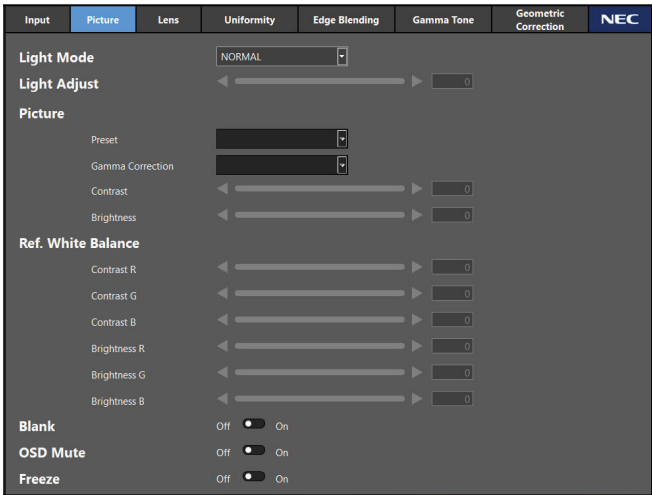 Input Picture Lens Uniformity Edge Blending Gamma Tone Geometric Correction NEC
Light Mode NORMAL
Light Adjust 0
Picture
Preset
Gamma Correction
Contrast 0
Brightness 0
Ref. White Balance
Contrast R 0
Contrast G 0
Contrast B 0
Brightness R 0
Brightness G 0
Brightness B 0
Blank Off On
OSD Mute Off On
Freeze Off On